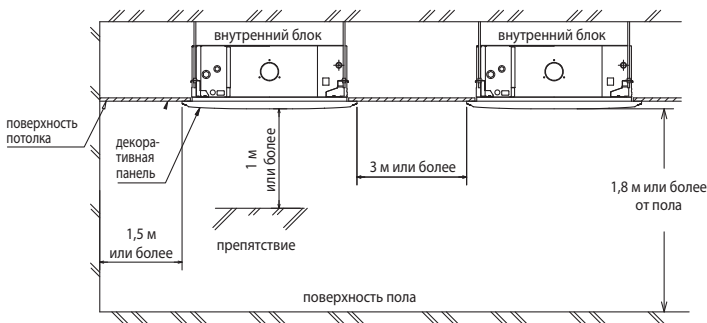 внутренний блок
внутренний блок
поверхность
потолка
декора-
тивная
панель
1 м
или более
3 м или более
1,8 м или более
от пола
1,5 м
или более
препятствие
поверхность пола